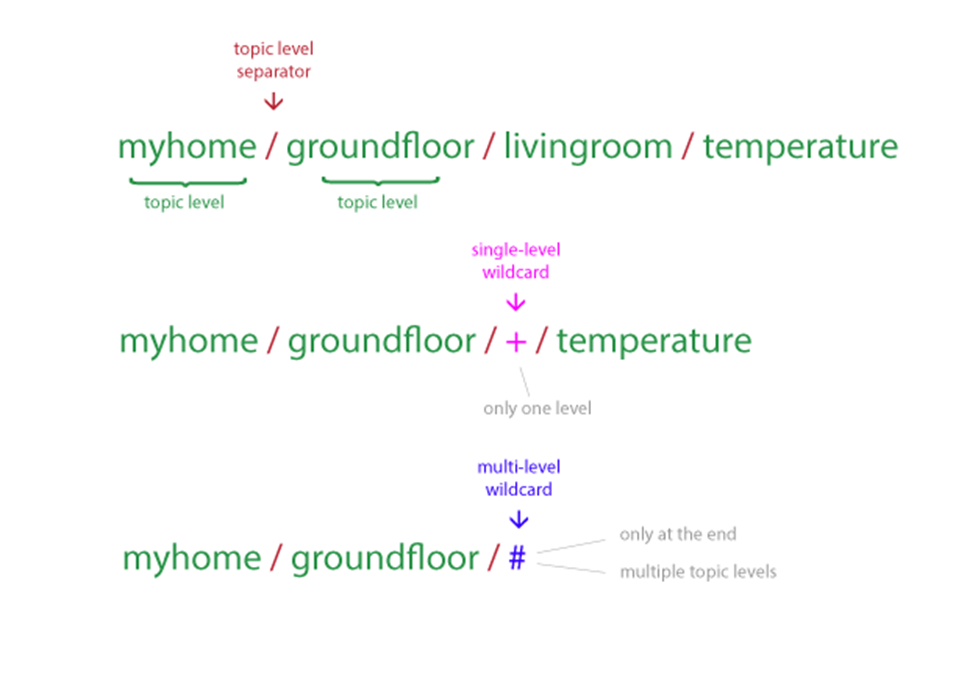 topic level
separator
myhome / groundfloor / livingroom / temperature
topic level
topic level
single-level
wildcard
myhome / groundfloor / + / temperature
only one level
multi-level
wildcard
only at the end
myhome / groundfloor / #
multiple topic levels